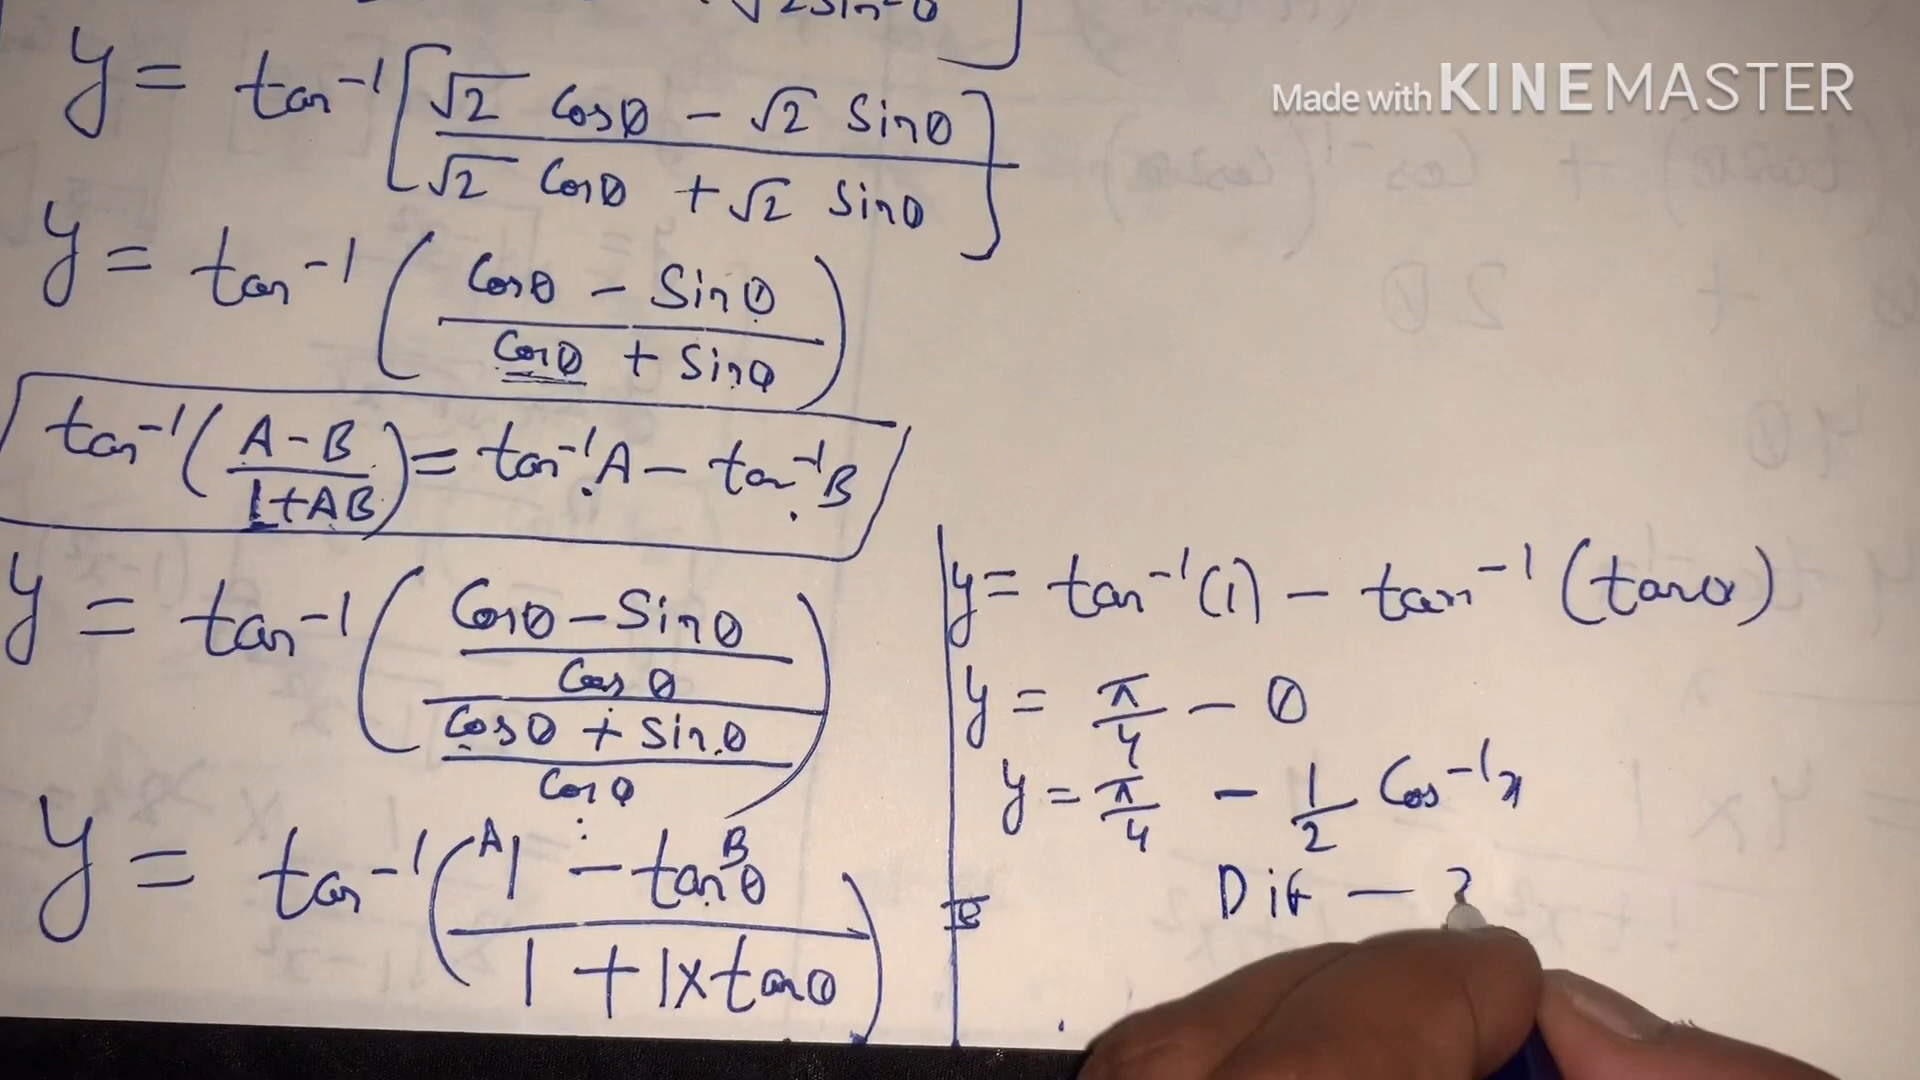 √2 sin²θ ]
y = tan⁻¹[ (√2 Cosθ − √2 Sinθ) / (√2 Cosθ + √2 Sinθ) ]
Made with KINEMASTER
y = tan⁻¹( (Cosθ − Sinθ) / (Cosθ + Sinθ) )
tan⁻¹( (A − B) / (1 + AB) ) = tan⁻¹A − tan⁻¹B
y = tan⁻¹( ((Cosθ − Sinθ) / Cosθ) / ((Cosθ + Sinθ) / Cosθ) )
A B
y = tan⁻¹( (1 − tanθ) / (1 + 1×tanθ) )
y = tan⁻¹(1) − tan⁻¹(tanθ)
y = π/4 − θ
y = π/4 − 1/2 Cos⁻¹x
Dif −